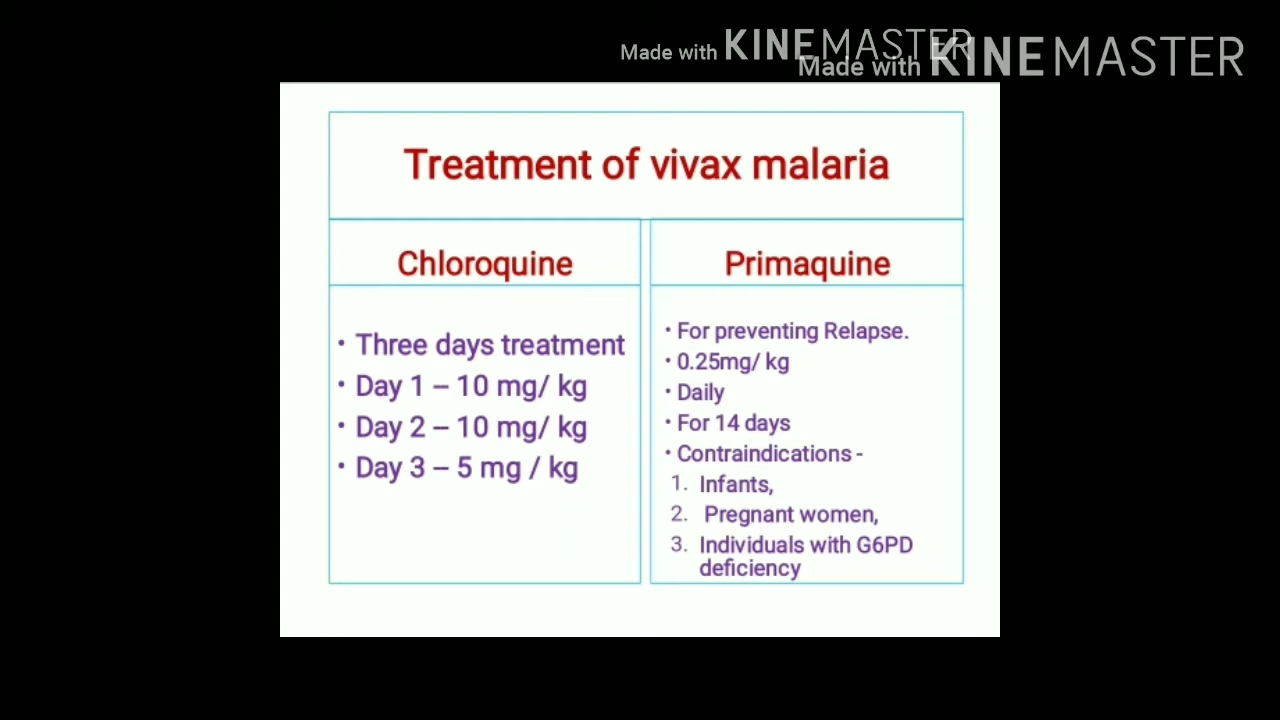 Made with KINEMASTER
Made with KINEMASTER
Treatment of vivax malaria
Chloroquine
• Three days treatment
• Day 1 – 10 mg/ kg
• Day 2 – 10 mg/ kg
• Day 3 – 5 mg / kg
Primaquine
• For preventing Relapse.
• 0.25mg/ kg
• Daily
• For 14 days
• Contraindications -
1. Infants,
2. Pregnant women,
3. Individuals with G6PD
deficiency